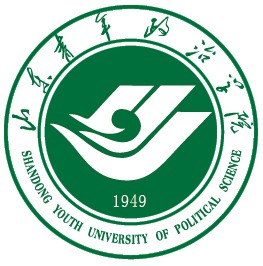 山东青年政治学院
1949
SHANDONG YOUTH UNIVERSITY OF POLITICAL SCIENCE